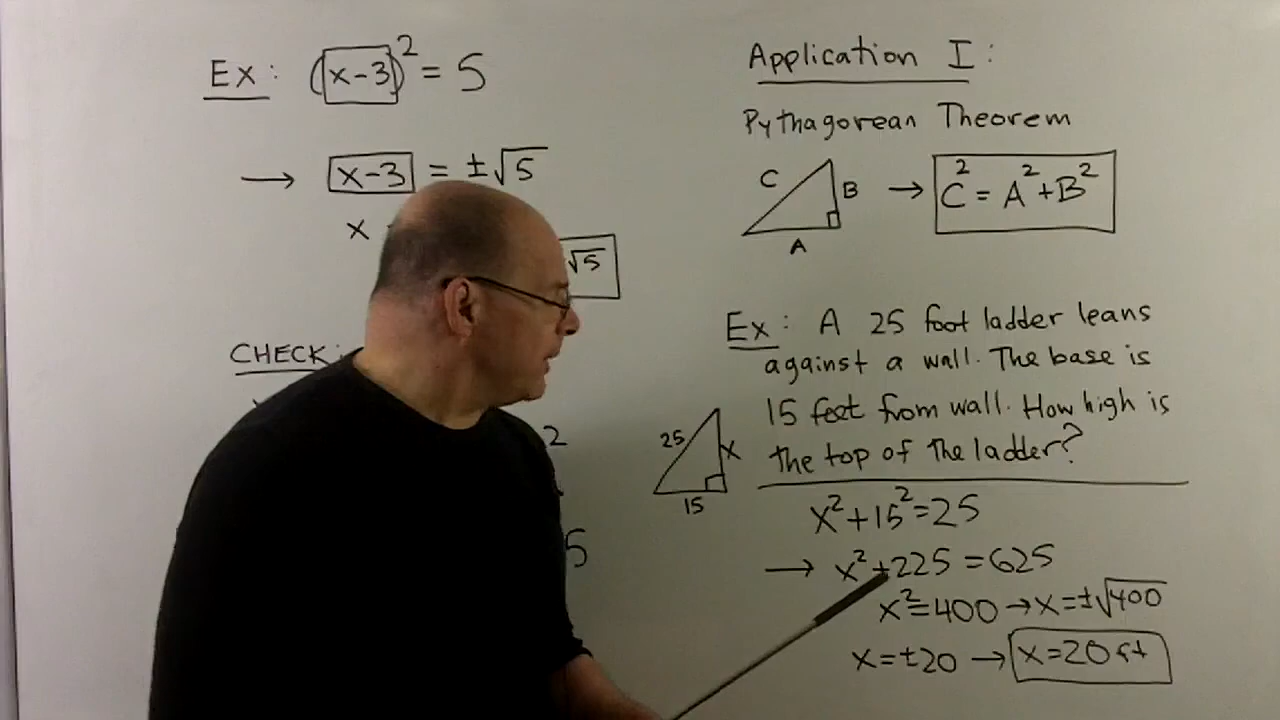 Ex: (x-3)² = 5
→ x-3 = ±√5
x
√5
CHECK:
2
5
Application I:
Pythagorean Theorem
C
B
A
→ C² = A² + B²
Ex: A 25 foot ladder leans
against a wall. The base is
15 feet from wall. How high is
the top of the ladder?
25
x
15
x² + 15² = 25
→ x² + 225 = 625
x² = 400 → x = ±√400
x = ±20 → x = 20 ft